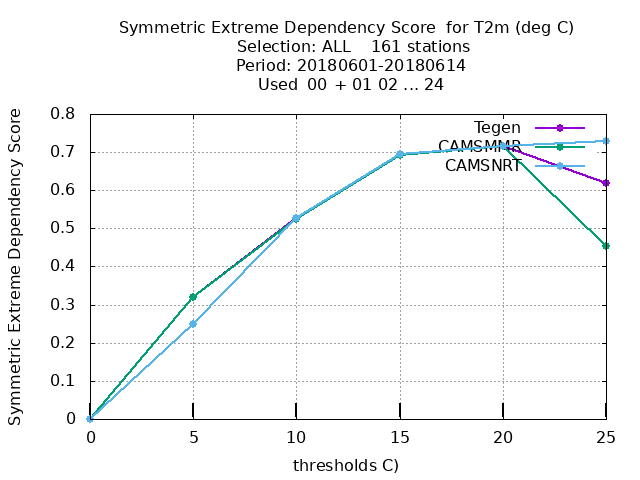 Symmetric Extreme Dependency Score  for T2m (deg C)
Selection: ALL    161 stations
Period: 20180601-20180614
Used  00 + 01 02 ... 24
Symmetric Extreme Dependency Score
0.8
0.7
0.6
0.5
0.4
0.3
0.2
0.1
0
Tegen
CAMSMMR
CAMSNRT
0 5 10 15 20 25
thresholds C)